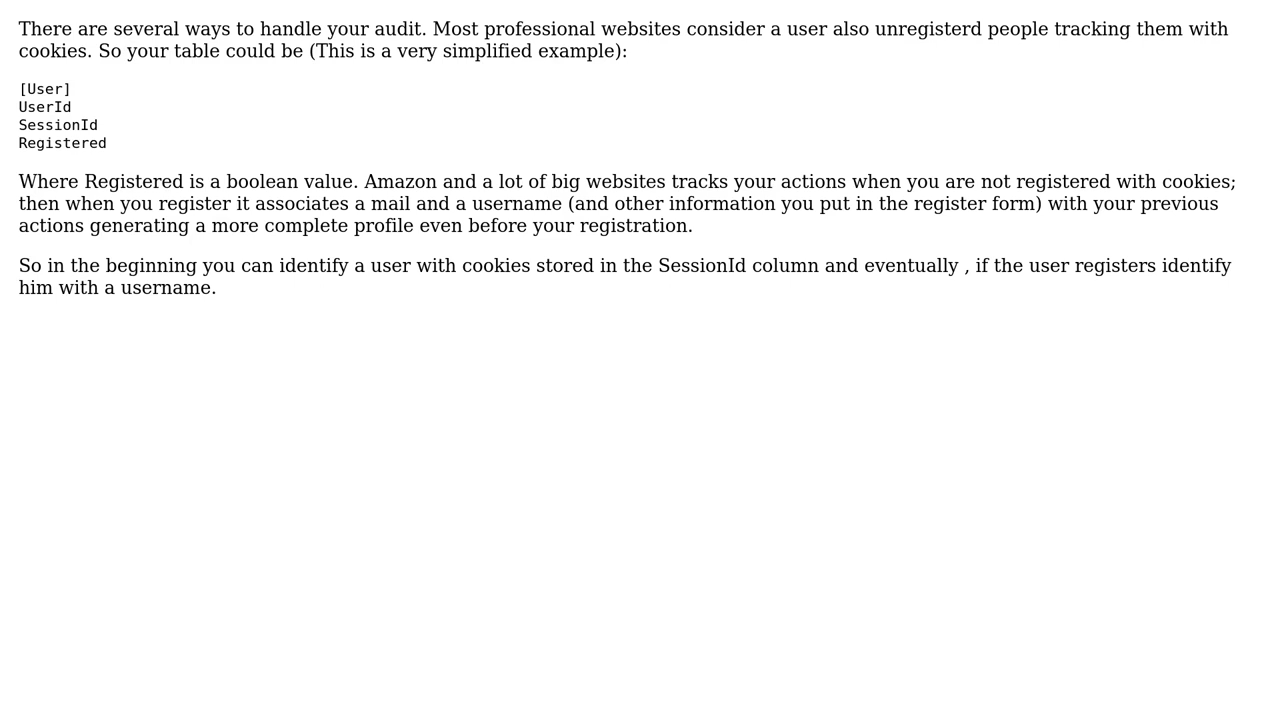 There are several ways to handle your audit. Most professional websites consider a user also unregisterd people tracking them with
cookies. So your table could be (This is a very simplified example):
[User]
UserId
SessionId
Registered
Where Registered is a boolean value. Amazon and a lot of big websites tracks your actions when you are not registered with cookies;
then when you register it associates a mail and a username (and other information you put in the register form) with your previous
actions generating a more complete profile even before your registration.
So in the beginning you can identify a user with cookies stored in the SessionId column and eventually , if the user registers identify
him with a username.